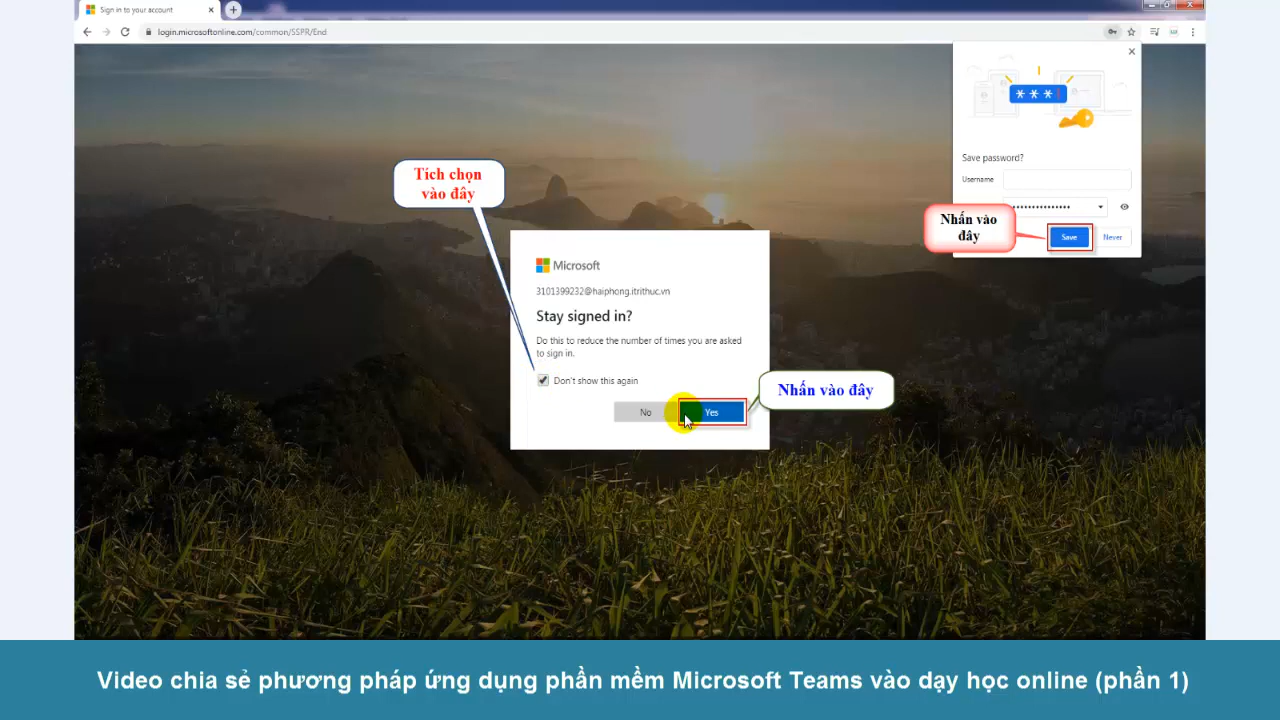 Sign in to your account
login.microsoftonline.com/common/SSPR/End
Save password?
Username
Nhấn vào
đây
Save
Never
Tích chọn
vào đây
Microsoft
3101399232@haiphong.itrithuc.vn
Stay signed in?
Do this to reduce the number of times you are asked
to sign in.
Don't show this again
No
Yes
Nhấn vào đây
Video chia sẻ phương pháp ứng dụng phần mềm Microsoft Teams vào dạy học online (phần 1)